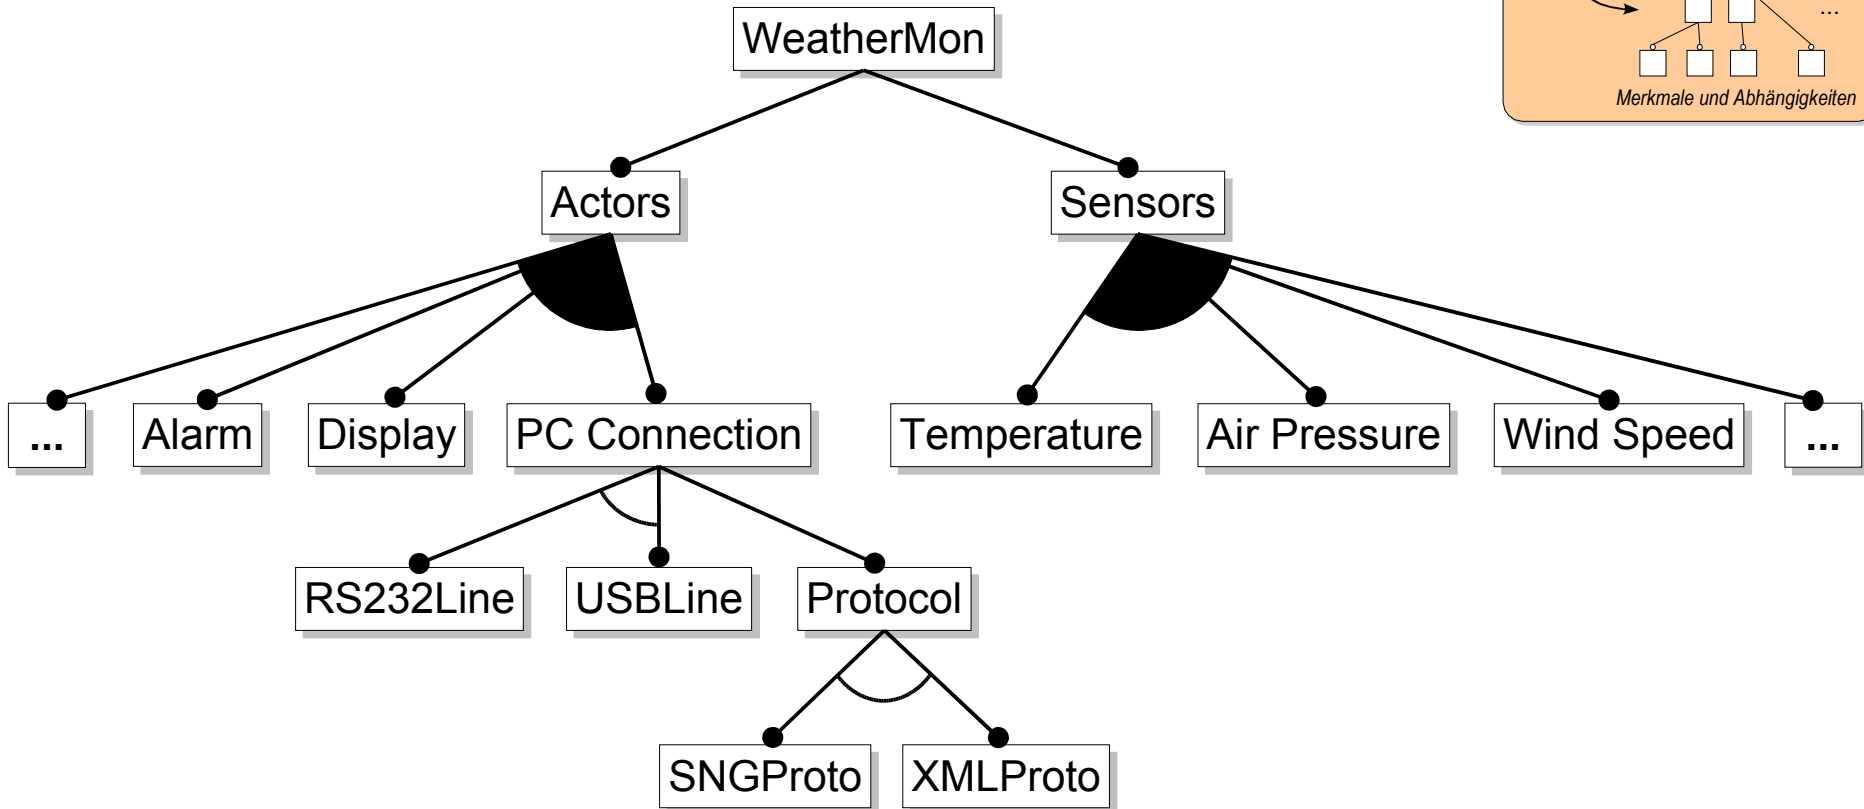 WeatherMon
...
Merkmale und Abhängigkeiten
Actors
Sensors
...
Alarm
Display
PC Connection
Temperature
Air Pressure
Wind Speed
...
RS232Line
USBLine
Protocol
SNGProto
XMLProto